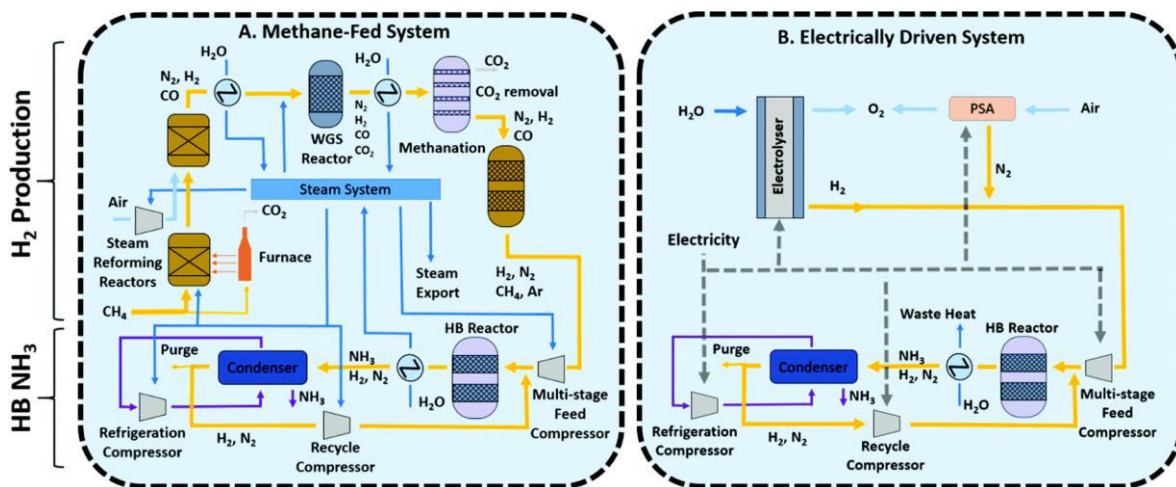 A. Methane-Fed System
H₂O
H₂O
CO₂
N₂, H₂
CO
CO₂ removal
WGS
Reactor
N₂
H₂
CO
CO₂
N₂, H₂
CO
Methanation
Steam System
Air
CO₂
Steam
Reforming
Reactors
Furnace
Steam
Export
H₂, N₂
CH₄, Ar
CH₄
H₂ Production
HB NH₃
Purge
Condenser
NH₃
H₂, N₂
HB Reactor
NH₃
H₂O
Multi-stage
Feed
Compressor
Refrigeration
Compressor
H₂, N₂
Recycle
Compressor
B. Electrically Driven System
H₂O
Electrolyser
O₂
PSA
Air
N₂
H₂
Electricity
Waste Heat
HB Reactor
Purge
Condenser
NH₃
H₂, N₂
NH₃
H₂O
Multi-stage
Feed
Compressor
Refrigeration
Compressor
H₂, N₂
Recycle
Compressor